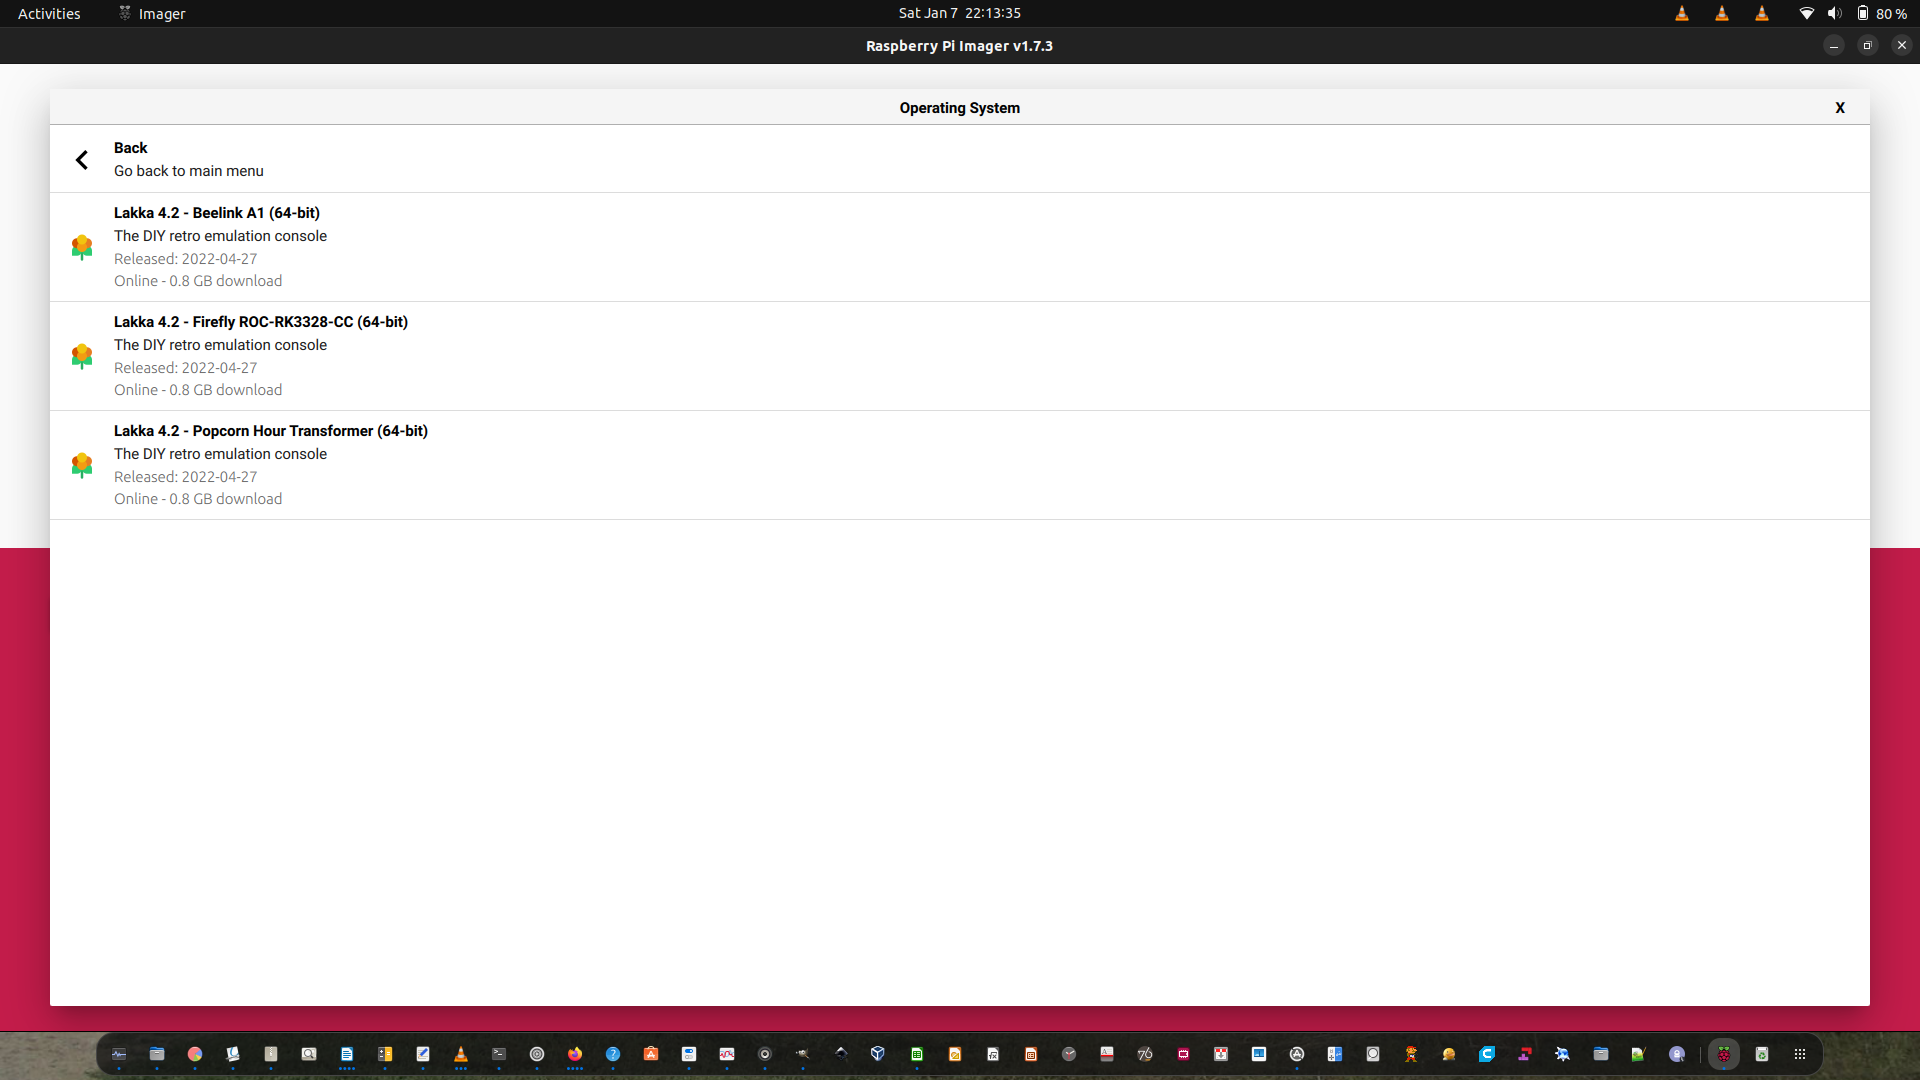 Activities
Imager
Sat Jan 7 22:13:35
80 %
Raspberry Pi Imager v1.7.3
Operating System
X
Back
Go back to main menu
Lakka 4.2 - Beelink A1 (64-bit)
The DIY retro emulation console
Released: 2022-04-27
Online - 0.8 GB download
Lakka 4.2 - Firefly ROC-RK3328-CC (64-bit)
The DIY retro emulation console
Released: 2022-04-27
Online - 0.8 GB download
Lakka 4.2 - Popcorn Hour Transformer (64-bit)
The DIY retro emulation console
Released: 2022-04-27
Online - 0.8 GB download